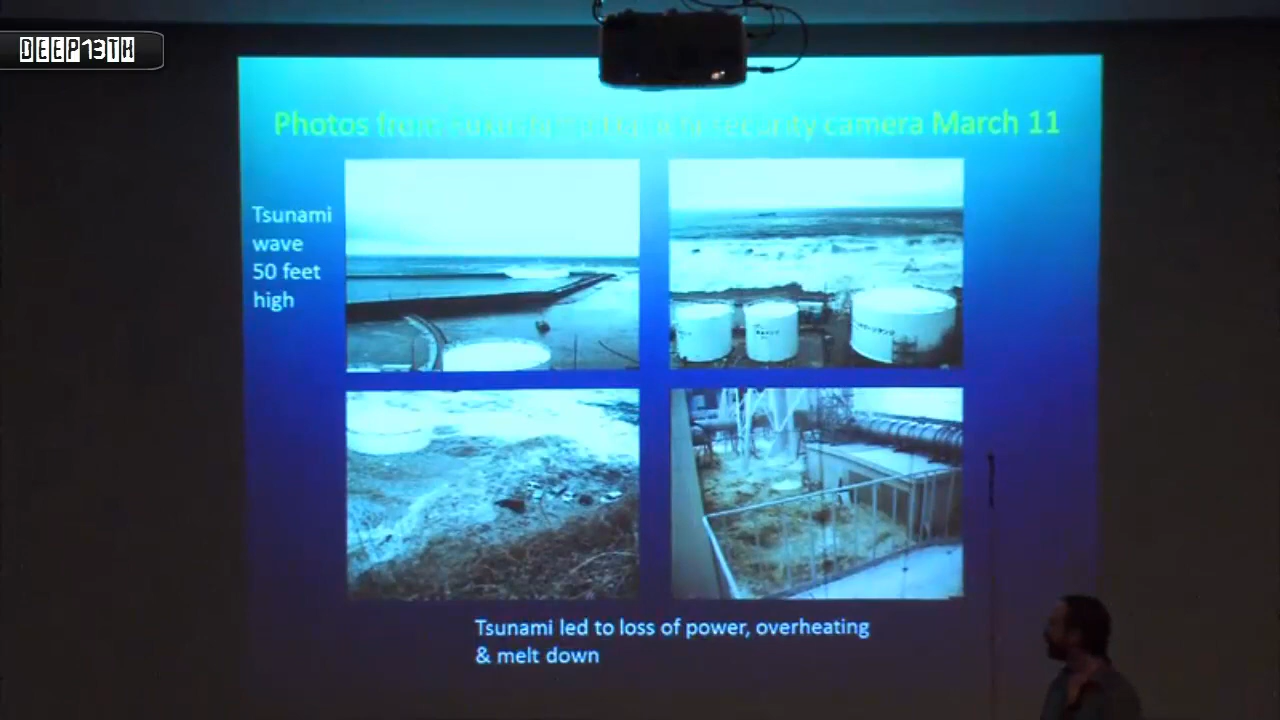 DEEP13TH
Photos from security camera March 11
Tsunami
wave
50 feet
high
Tsunami led to loss of power, overheating
& melt down